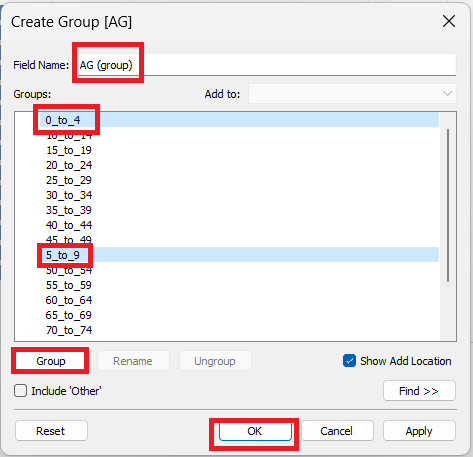 Create Group [AG]
Field Name: AG (group)
Groups: Add to:
0_to_4
10_to_14
15_to_19
20_to_24
25_to_29
30_to_34
35_to_39
40_to_44
45_to_49
5_to_9
50_to_54
55_to_59
60_to_64
65_to_69
70_to_74
Group Rename Ungroup Show Add Location
Include 'Other' Find >>
Reset OK Cancel Apply